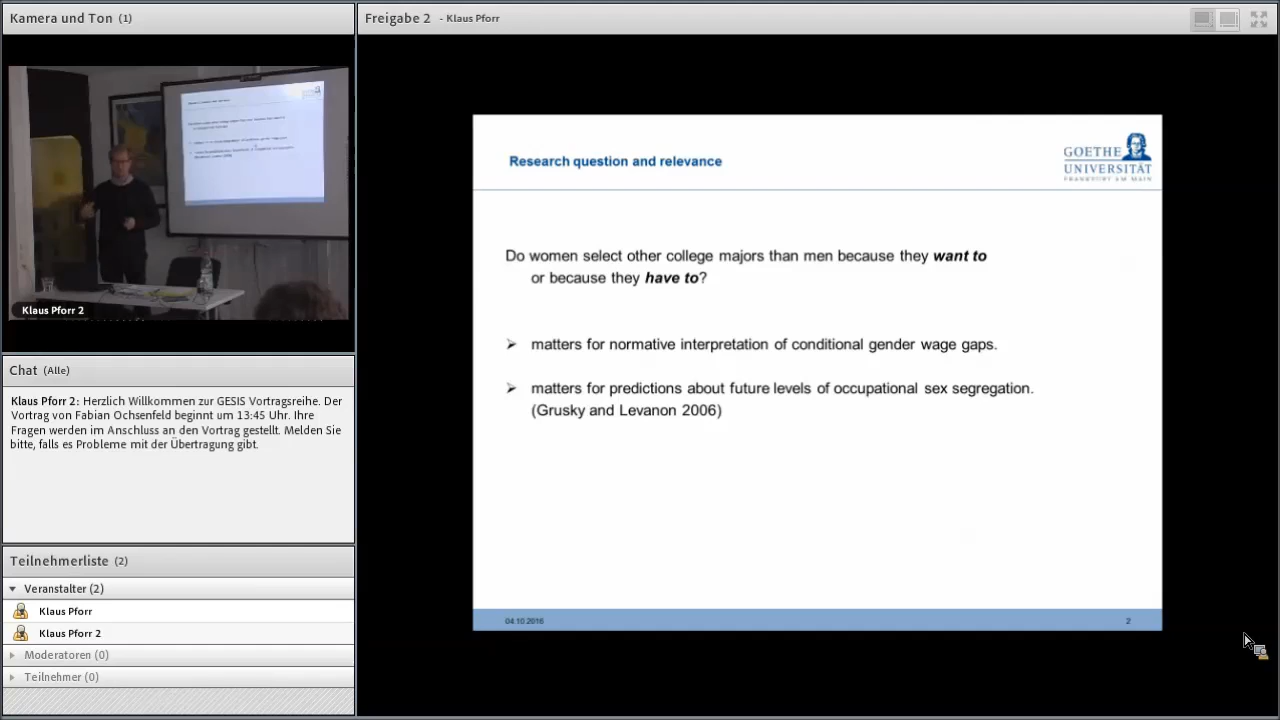 Kamera und Ton (1)
Klaus Pforr 2
Chat (Alle)
Klaus Pforr 2: Herzlich Willkommen zur GESIS Vortragsreihe. Der
Vortrag von Fabian Ochsenfeld beginnt um 13:45 Uhr. Ihre
Fragen werden im Anschluss an den Vortrag gestellt. Melden Sie
bitte, falls es Probleme mit der Übertragung gibt.
Teilnehmerliste (2)
Veranstalter (2)
Klaus Pforr
Klaus Pforr 2
Moderatoren (0)
Teilnehmer (0)
Freigabe 2 - Klaus Pforr
Research question and relevance
GOETHE
UNIVERSITÄT
FRANKFURT AM MAIN
Do women select other college majors than men because they want to
or because they have to?
➢ matters for normative interpretation of conditional gender wage gaps.
➢ matters for predictions about future levels of occupational sex segregation.
(Grusky and Levanon 2006)
04.10.2016
2